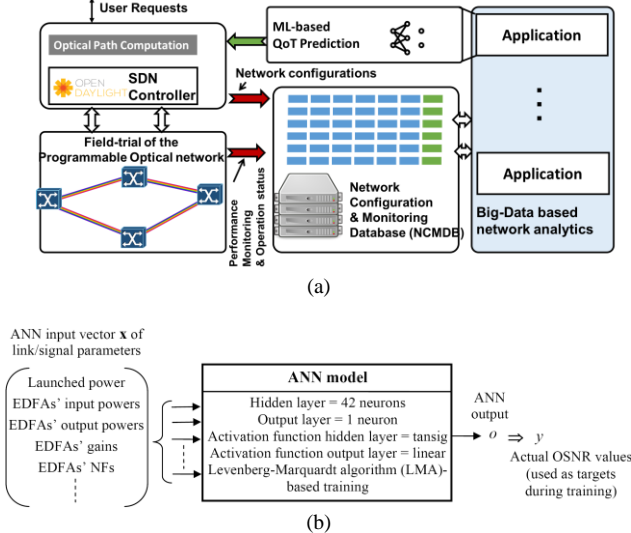 User Requests
Optical Path Computation
OPEN
DAYLIGHT
SDN
Controller
ML-based
QoT Prediction
Application
Network configurations
Field-trial of the
Programmable Optical network
Performance
Monitoring
& Operation status
Network
Configuration
& Monitoring
Database (NCMDB)
Application
Big-Data based
network analytics
(a)
ANN input vector x of
link/signal parameters
Launched power
EDFAs' input powers
EDFAs' output powers
EDFAs' gains
EDFAs' NFs
ANN model
Hidden layer = 42 neurons
Output layer = 1 neuron
Activation function hidden layer = tansig
Activation function output layer = linear
Levenberg-Marquardt algorithm (LMA)-
based training
ANN
output
o ⇒ y
Actual OSNR values
(used as targets
during training)
(b)